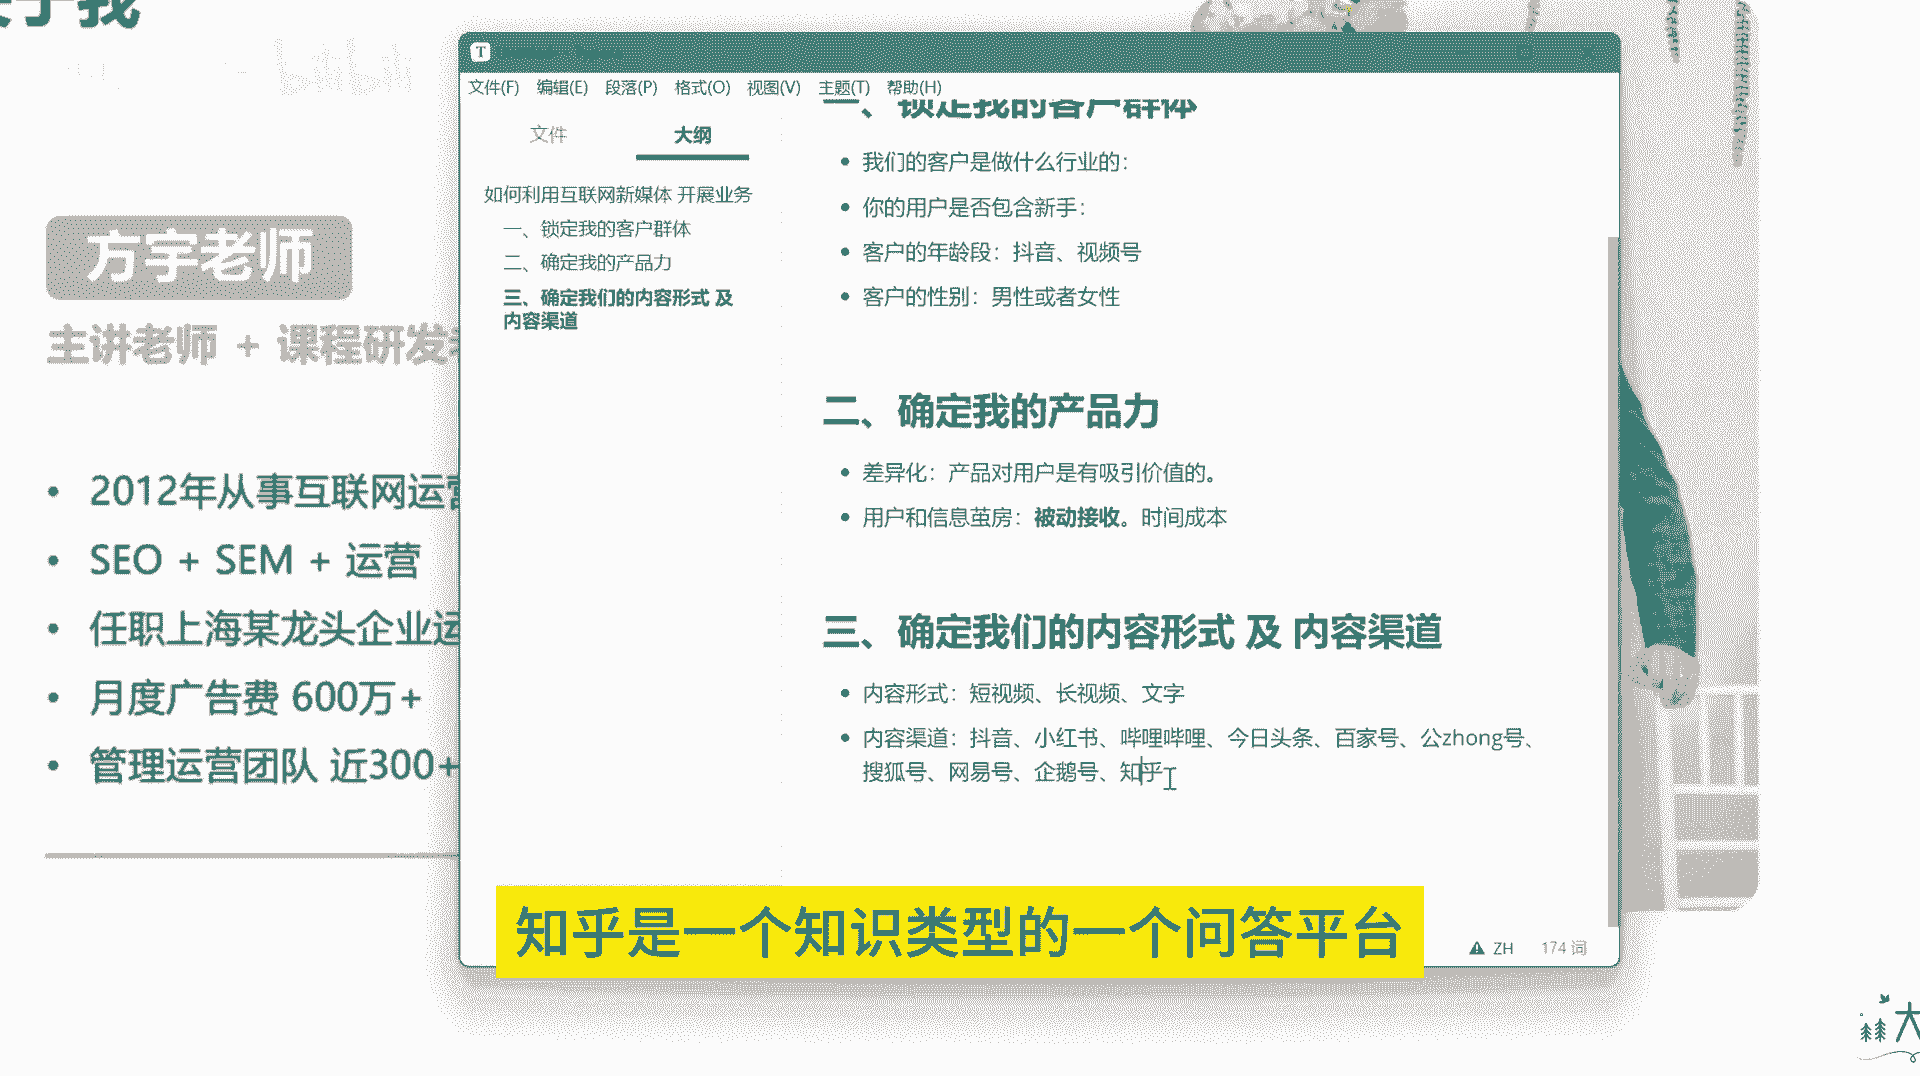 关于我
bilibili
方宇老师
主讲老师 + 课程研发老
• 2012年从事互联网运营
• SEO + SEM + 运营
• 任职上海某龙头企业运
• 月度广告费 600万+
• 管理运营团队 近300+
T
文件(F) 编辑(E) 段落(P) 格式(O) 视图(V) 主题(T) 帮助(H)
文件 大纲
如何利用互联网新媒体 开展业务
一、锁定我的客户群体
二、确定我的产品力
三、确定我们的内容形式 及
内容渠道
一、锁定我的客户群体
• 我们的客户是做什么行业的：
• 你的用户是否包含新手：
• 客户的年龄段：抖音、视频号
• 客户的性别：男性或者女性
二、确定我的产品力
• 差异化：产品对用户是有吸引价值的。
• 用户和信息茧房：被动接收。时间成本
三、确定我们的内容形式 及 内容渠道
• 内容形式：短视频、长视频、文字
• 内容渠道：抖音、小红书、哔哩哔哩、今日头条、百家号、公zhong号、
搜狐号、网易号、企鹅号、知乎
ZH 174 词
知乎是一个知识类型的一个问答平台
大